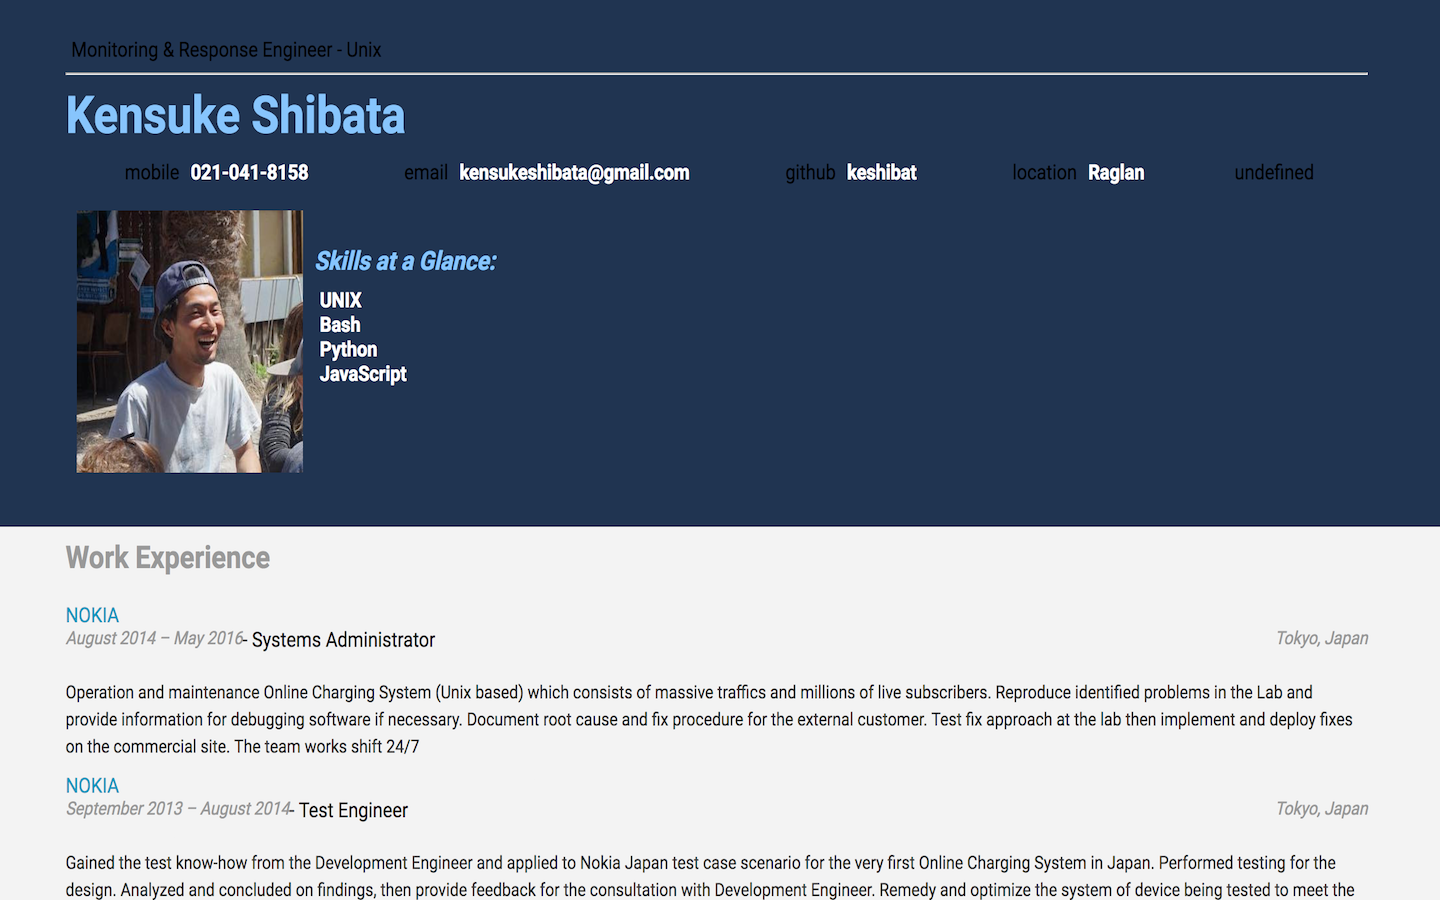 Monitoring & Response Engineer - Unix
Kensuke Shibata
mobile 021-041-8158 email kensukeshibata@gmail.com github keshibat location Raglan undefined
Skills at a Glance:
UNIX
Bash
Python
JavaScript
Work Experience
NOKIA
August 2014 – May 2016- Systems Administrator Tokyo, Japan
Operation and maintenance Online Charging System (Unix based) which consists of massive traffics and millions of live subscribers. Reproduce identified problems in the Lab and
provide information for debugging software if necessary. Document root cause and fix procedure for the external customer. Test fix approach at the lab then implement and deploy fixes
on the commercial site. The team works shift 24/7
NOKIA
September 2013 – August 2014- Test Engineer Tokyo, Japan
Gained the test know-how from the Development Engineer and applied to Nokia Japan test case scenario for the very first Online Charging System in Japan. Performed testing for the
design. Analyzed and concluded on findings, then provide feedback for the consultation with Development Engineer. Remedy and optimize the system of device being tested to meet the